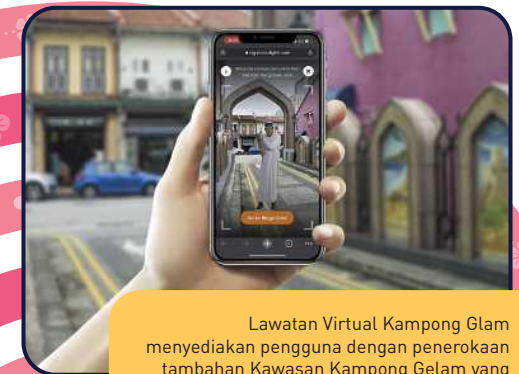 Lawatan Virtual Kampong Glam
menyediakan pengguna dengan penerokaan
tambahan Kawasan Kampong Gelam yang